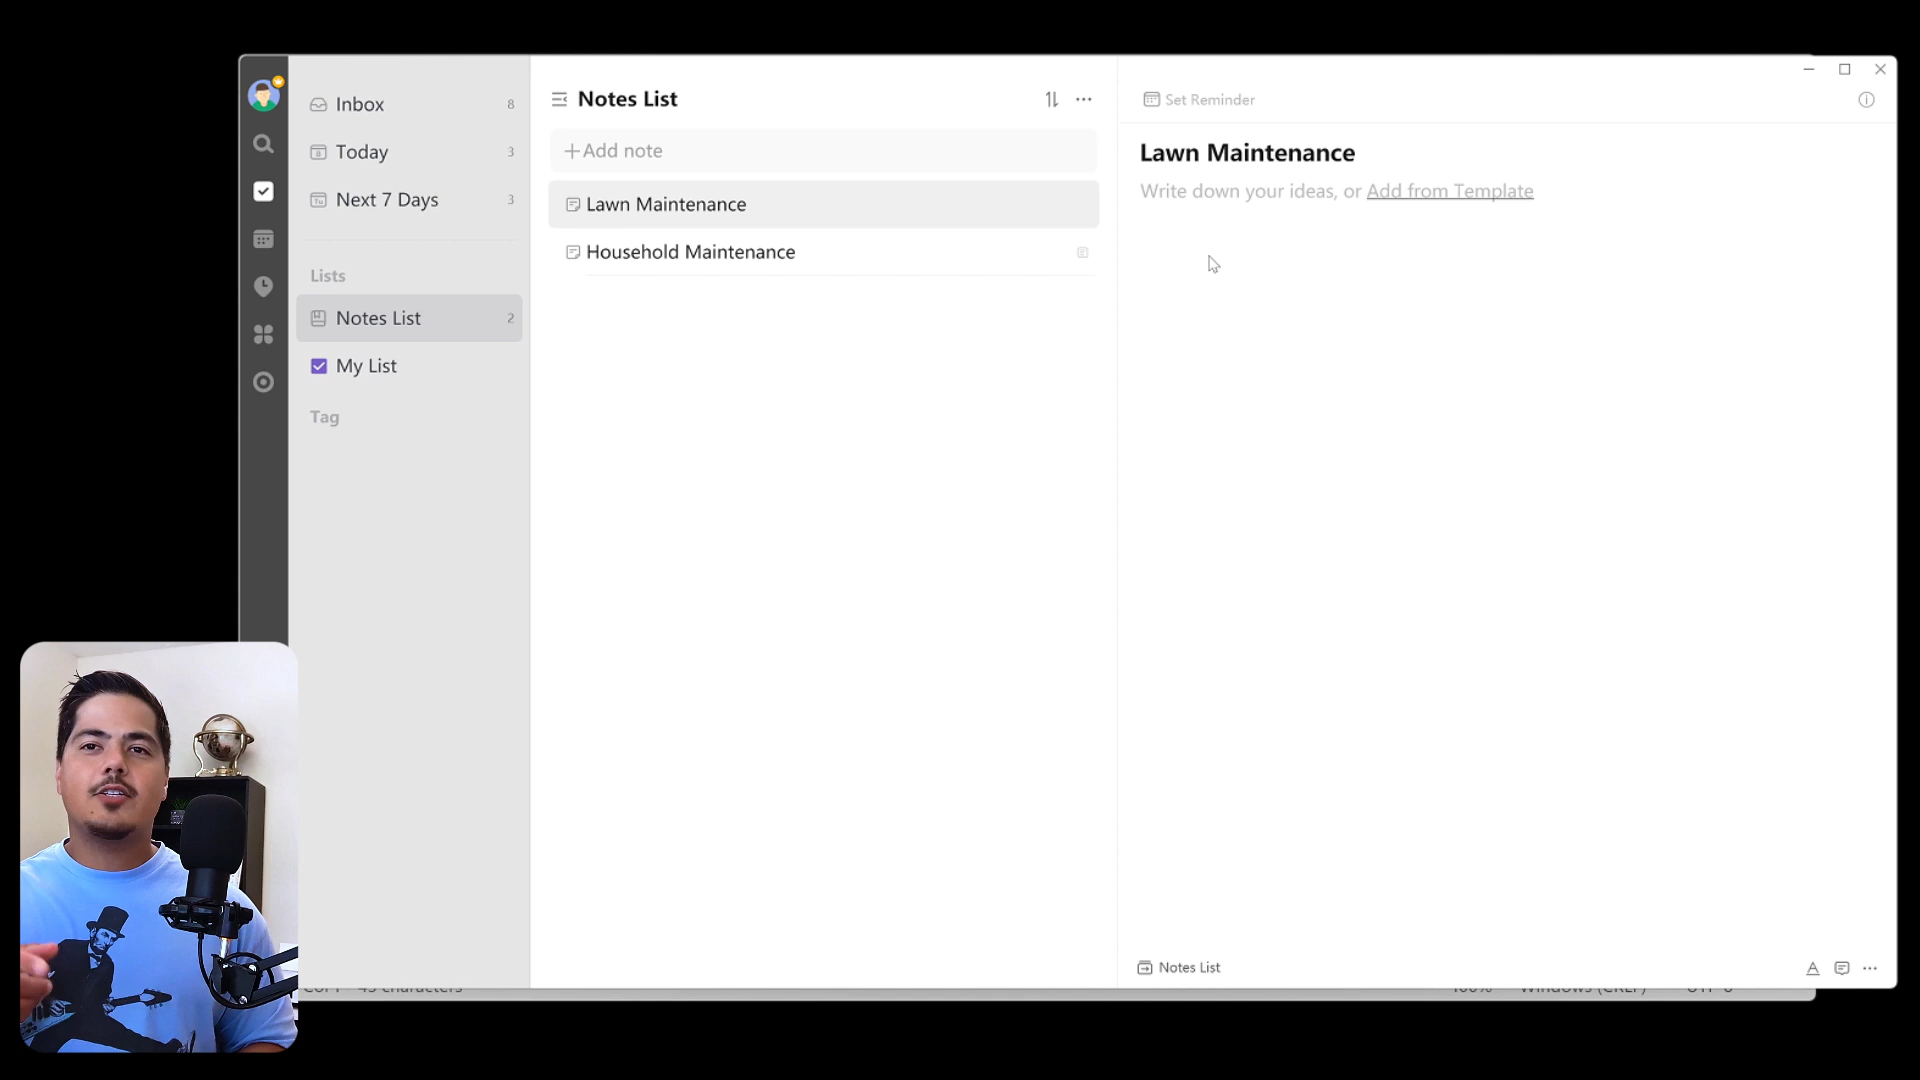 Inbox 8
Today 3
Next 7 Days 3
Lists
Notes List 2
My List
Tag
Notes List
Add note
Lawn Maintenance
Household Maintenance
Set Reminder
Lawn Maintenance
Write down your ideas, or Add from Template
Notes List